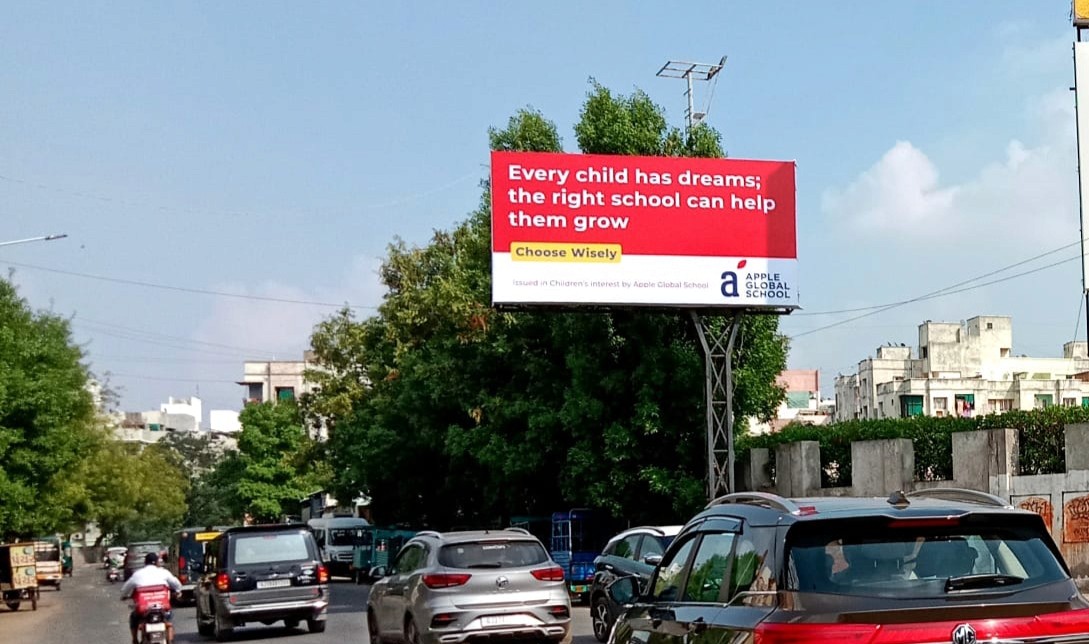 Every child has dreams;
the right school can help
them grow
Choose Wisely
Issued in Children's interest by Apple Global School
a APPLE
GLOBAL
SCHOOL
MG